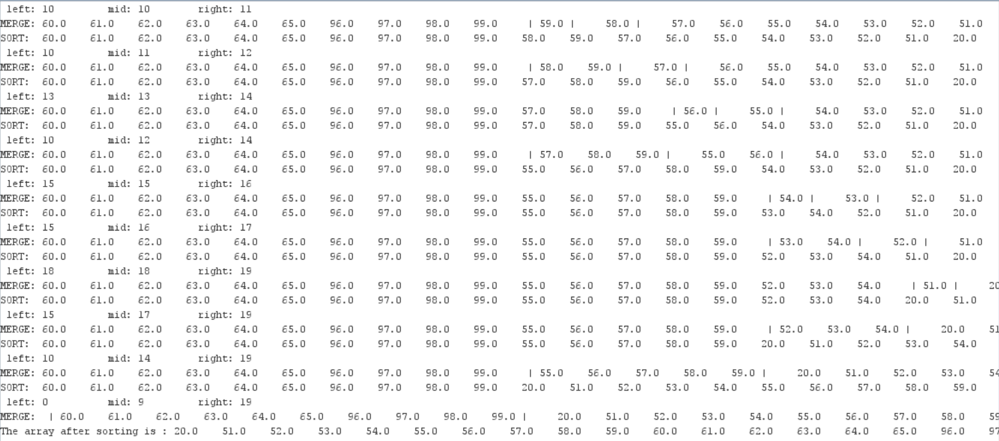 left: 10 mid: 10 right: 11
MERGE: 60.0 61.0 62.0 63.0 64.0 65.0 96.0 97.0 98.0 99.0 | 59.0 | 58.0 | 57.0 56.0 55.0 54.0 53.0 52.0 51.0
SORT: 60.0 61.0 62.0 63.0 64.0 65.0 96.0 97.0 98.0 99.0 58.0 59.0 57.0 56.0 55.0 54.0 53.0 52.0 51.0 20.0
left: 10 mid: 11 right: 12
MERGE: 60.0 61.0 62.0 63.0 64.0 65.0 96.0 97.0 98.0 99.0 | 58.0 59.0 | 57.0 | 56.0 55.0 54.0 53.0 52.0 51.0
SORT: 60.0 61.0 62.0 63.0 64.0 65.0 96.0 97.0 98.0 99.0 57.0 58.0 59.0 56.0 55.0 54.0 53.0 52.0 51.0 20.0
left: 13 mid: 13 right: 14
MERGE: 60.0 61.0 62.0 63.0 64.0 65.0 96.0 97.0 98.0 99.0 57.0 58.0 59.0 | 56.0 | 55.0 | 54.0 53.0 52.0 51.0
SORT: 60.0 61.0 62.0 63.0 64.0 65.0 96.0 97.0 98.0 99.0 57.0 58.0 59.0 55.0 56.0 54.0 53.0 52.0 51.0 20.0
left: 10 mid: 12 right: 14
MERGE: 60.0 61.0 62.0 63.0 64.0 65.0 96.0 97.0 98.0 99.0 | 57.0 58.0 59.0 | 55.0 56.0 | 54.0 53.0 52.0 51.0
SORT: 60.0 61.0 62.0 63.0 64.0 65.0 96.0 97.0 98.0 99.0 55.0 56.0 57.0 58.0 59.0 54.0 53.0 52.0 51.0 20.0
left: 15 mid: 15 right: 16
MERGE: 60.0 61.0 62.0 63.0 64.0 65.0 96.0 97.0 98.0 99.0 55.0 56.0 57.0 58.0 59.0 | 54.0 | 53.0 | 52.0 51.0
SORT: 60.0 61.0 62.0 63.0 64.0 65.0 96.0 97.0 98.0 99.0 55.0 56.0 57.0 58.0 59.0 53.0 54.0 52.0 51.0 20.0
left: 15 mid: 16 right: 17
MERGE: 60.0 61.0 62.0 63.0 64.0 65.0 96.0 97.0 98.0 99.0 55.0 56.0 57.0 58.0 59.0 | 53.0 54.0 | 52.0 | 51.0
SORT: 60.0 61.0 62.0 63.0 64.0 65.0 96.0 97.0 98.0 99.0 55.0 56.0 57.0 58.0 59.0 52.0 53.0 54.0 51.0 20.0
left: 18 mid: 18 right: 19
MERGE: 60.0 61.0 62.0 63.0 64.0 65.0 96.0 97.0 98.0 99.0 55.0 56.0 57.0 58.0 59.0 52.0 53.0 54.0 | 51.0 | 20
SORT: 60.0 61.0 62.0 63.0 64.0 65.0 96.0 97.0 98.0 99.0 55.0 56.0 57.0 58.0 59.0 52.0 53.0 54.0 20.0 51.0
left: 15 mid: 17 right: 19
MERGE: 60.0 61.0 62.0 63.0 64.0 65.0 96.0 97.0 98.0 99.0 55.0 56.0 57.0 58.0 59.0 | 52.0 53.0 54.0 | 20.0 51
SORT: 60.0 61.0 62.0 63.0 64.0 65.0 96.0 97.0 98.0 99.0 55.0 56.0 57.0 58.0 59.0 20.0 51.0 52.0 53.0 54.0
left: 10 mid: 14 right: 19
MERGE: 60.0 61.0 62.0 63.0 64.0 65.0 96.0 97.0 98.0 99.0 | 55.0 56.0 57.0 58.0 59.0 | 20.0 51.0 52.0 53.0 54
SORT: 60.0 61.0 62.0 63.0 64.0 65.0 96.0 97.0 98.0 99.0 20.0 51.0 52.0 53.0 54.0 55.0 56.0 57.0 58.0 59.0
left: 0 mid: 9 right: 19
MERGE: | 60.0 61.0 62.0 63.0 64.0 65.0 96.0 97.0 98.0 99.0 | 20.0 51.0 52.0 53.0 54.0 55.0 56.0 57.0 58.0 59
The array after sorting is : 20.0 51.0 52.0 53.0 54.0 55.0 56.0 57.0 58.0 59.0 60.0 61.0 62.0 63.0 64.0 65.0 96.0 97